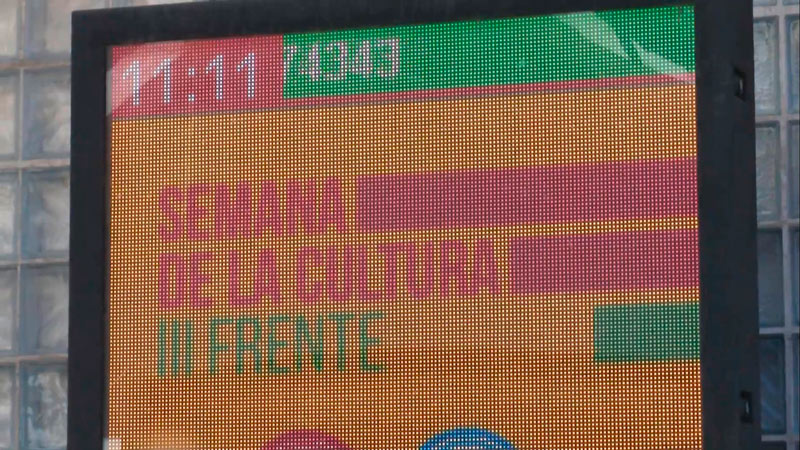 11:11 74343
SEMANA
DE LA CULTURA
III FRENTE